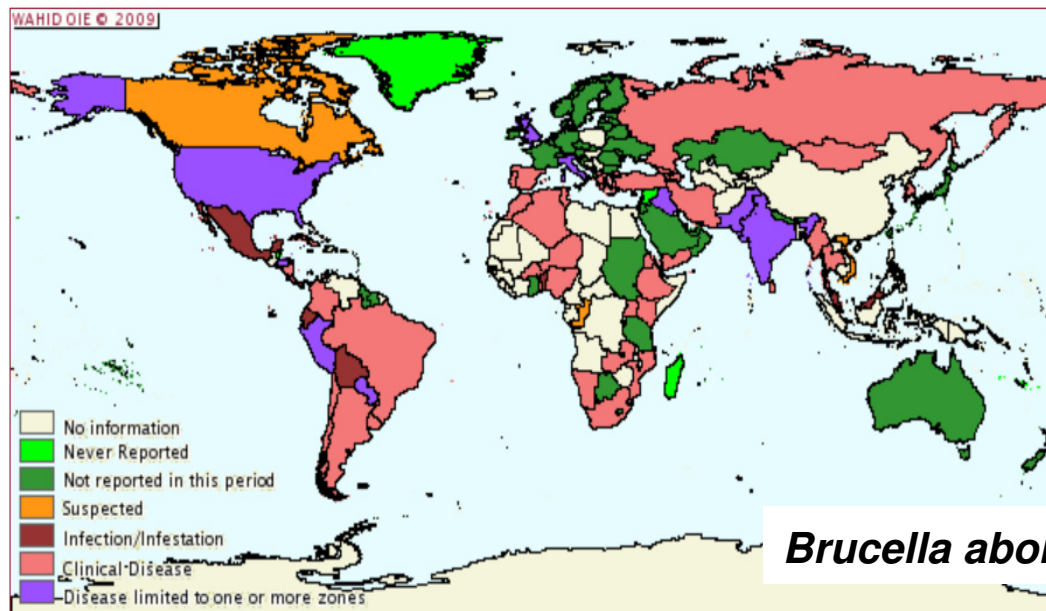 WAHID OIE © 2009
No information
Never Reported
Not reported in this period
Suspected
Infection/Infestation
Clinical Disease
Disease limited to one or more zones
Brucella